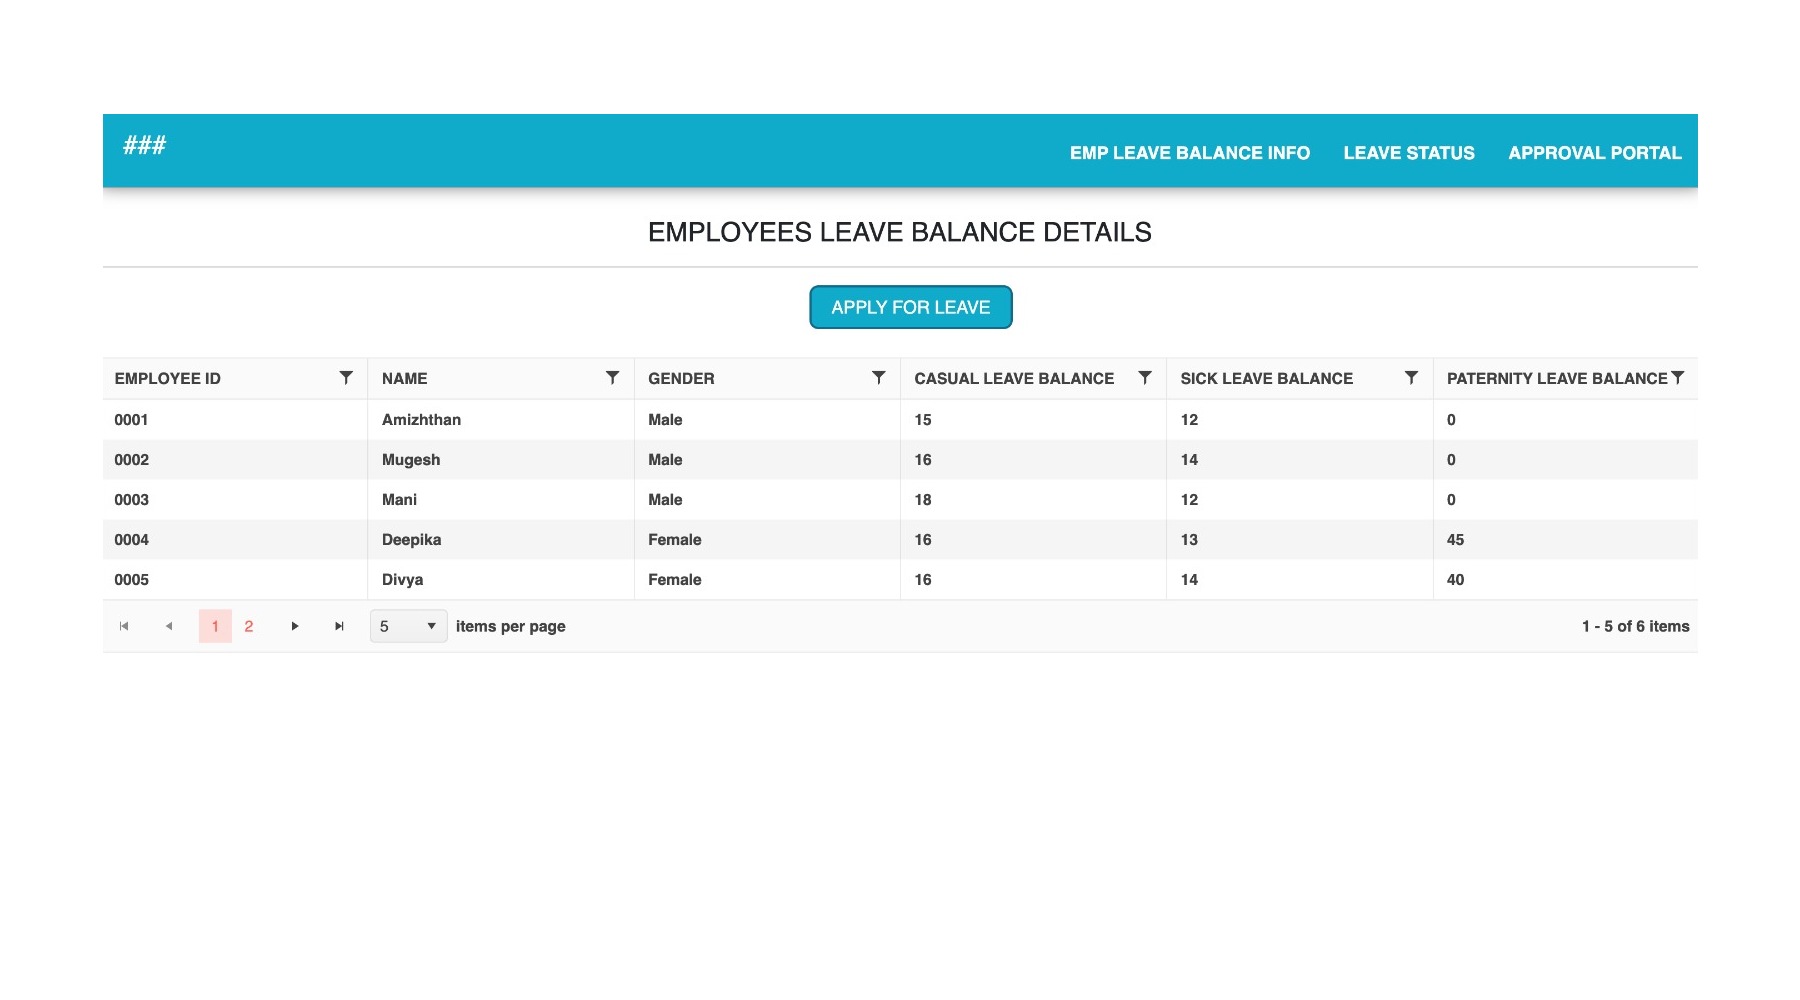 ###
EMP LEAVE BALANCE INFO LEAVE STATUS APPROVAL PORTAL
EMPLOYEES LEAVE BALANCE DETAILS
APPLY FOR LEAVE
EMPLOYEE ID NAME GENDER CASUAL LEAVE BALANCE SICK LEAVE BALANCE PATERNITY LEAVE BALANCE
0001 Amizhthan Male 15 12 0
0002 Mugesh Male 16 14 0
0003 Mani Male 18 12 0
0004 Deepika Female 16 13 45
0005 Divya Female 16 14 40
1 2 5 items per page 1 - 5 of 6 items